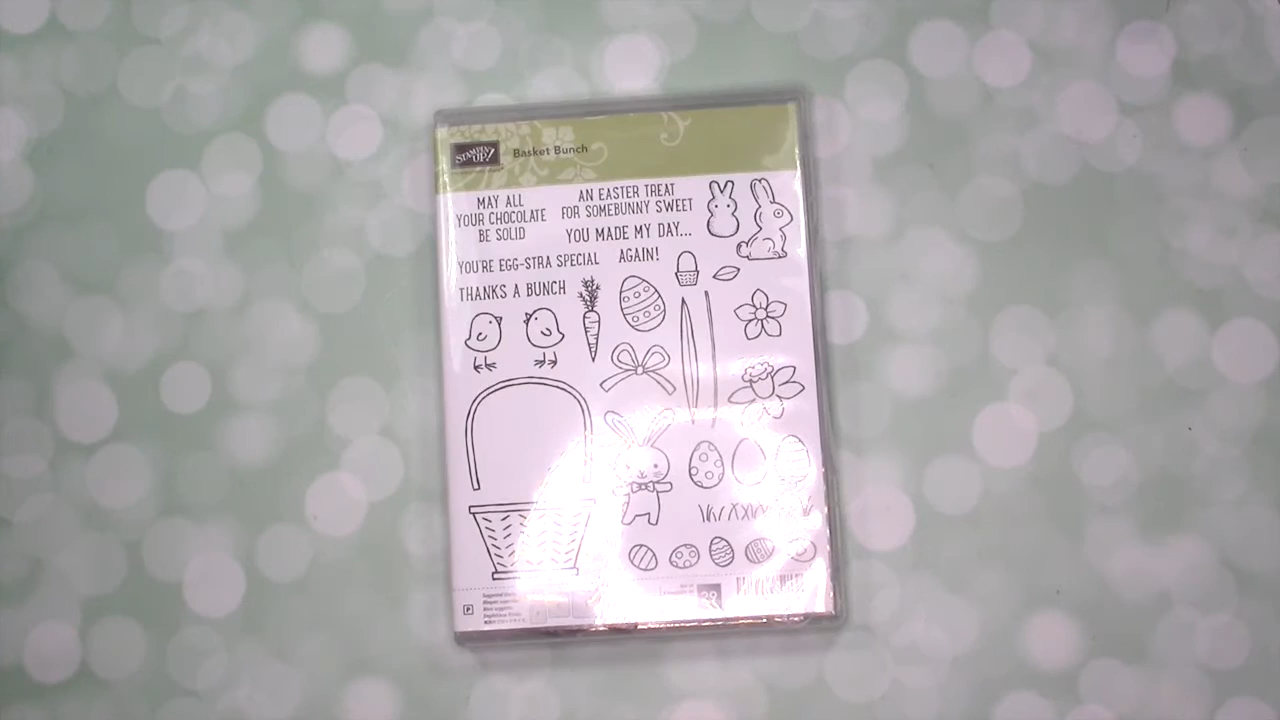 STAMPIN' UP!
Basket Bunch
MAY ALL
YOUR CHOCOLATE
BE SOLID
AN EASTER TREAT
FOR SOMEBUNNY SWEET
YOU MADE MY DAY...
AGAIN!
YOU'RE EGG-STRA SPECIAL
THANKS A BUNCH
P